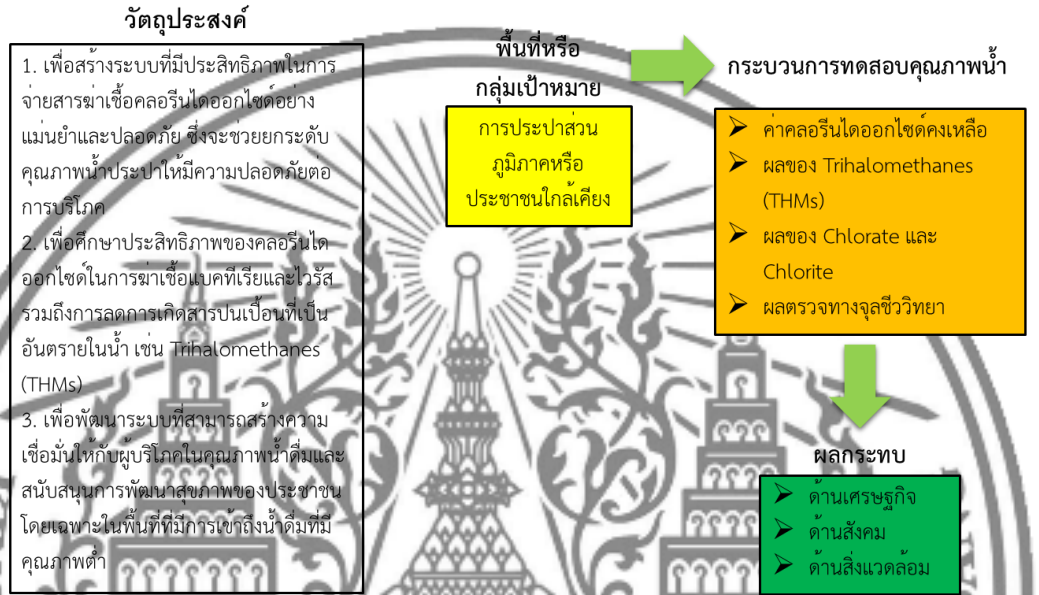 วัตถุประสงค์
1. เพื่อสร้างระบบที่มีประสิทธิภาพในการ
จ่ายสารฆ่าเชื้อคลอรีนไดออกไซด์อย่าง
แม่นยำและปลอดภัย ซึ่งจะช่วยยกระดับ
คุณภาพน้ำประปาให้มีความปลอดภัยต่อ
การบริโภค
2. เพื่อศึกษาประสิทธิภาพของคลอรีนได
ออกไซด์ในการฆ่าเชื้อแบคทีเรียและไวรัส
รวมถึงการลดการเกิดสารปนเปื้อนที่เป็น
อันตรายในน้ำ เช่น Trihalomethanes
(THMs)
3. เพื่อพัฒนาระบบที่สามารถสร้างความ
เชื่อมั่นให้กับผู้บริโภคในคุณภาพน้ำดื่มและ
สนับสนุนการพัฒนาสุขภาพของประชาชน
โดยเฉพาะในพื้นที่ที่มีการเข้าถึงน้ำดื่มที่มี
คุณภาพต่ำ
พื้นที่หรือ
กลุ่มเป้าหมาย
การประปาส่วน
ภูมิภาคหรือ
ประชาชนใกล้เคียง
กระบวนการทดสอบคุณภาพน้ำ
➤ ค่าคลอรีนไดออกไซด์คงเหลือ
➤ ผลของ Trihalomethanes
(THMs)
➤ ผลของ Chlorate และ
Chlorite
➤ ผลตรวจทางจุลชีววิทยา
ผลกระทบ
➤ ด้านเศรษฐกิจ
➤ ด้านสังคม
➤ ด้านสิ่งแวดล้อม